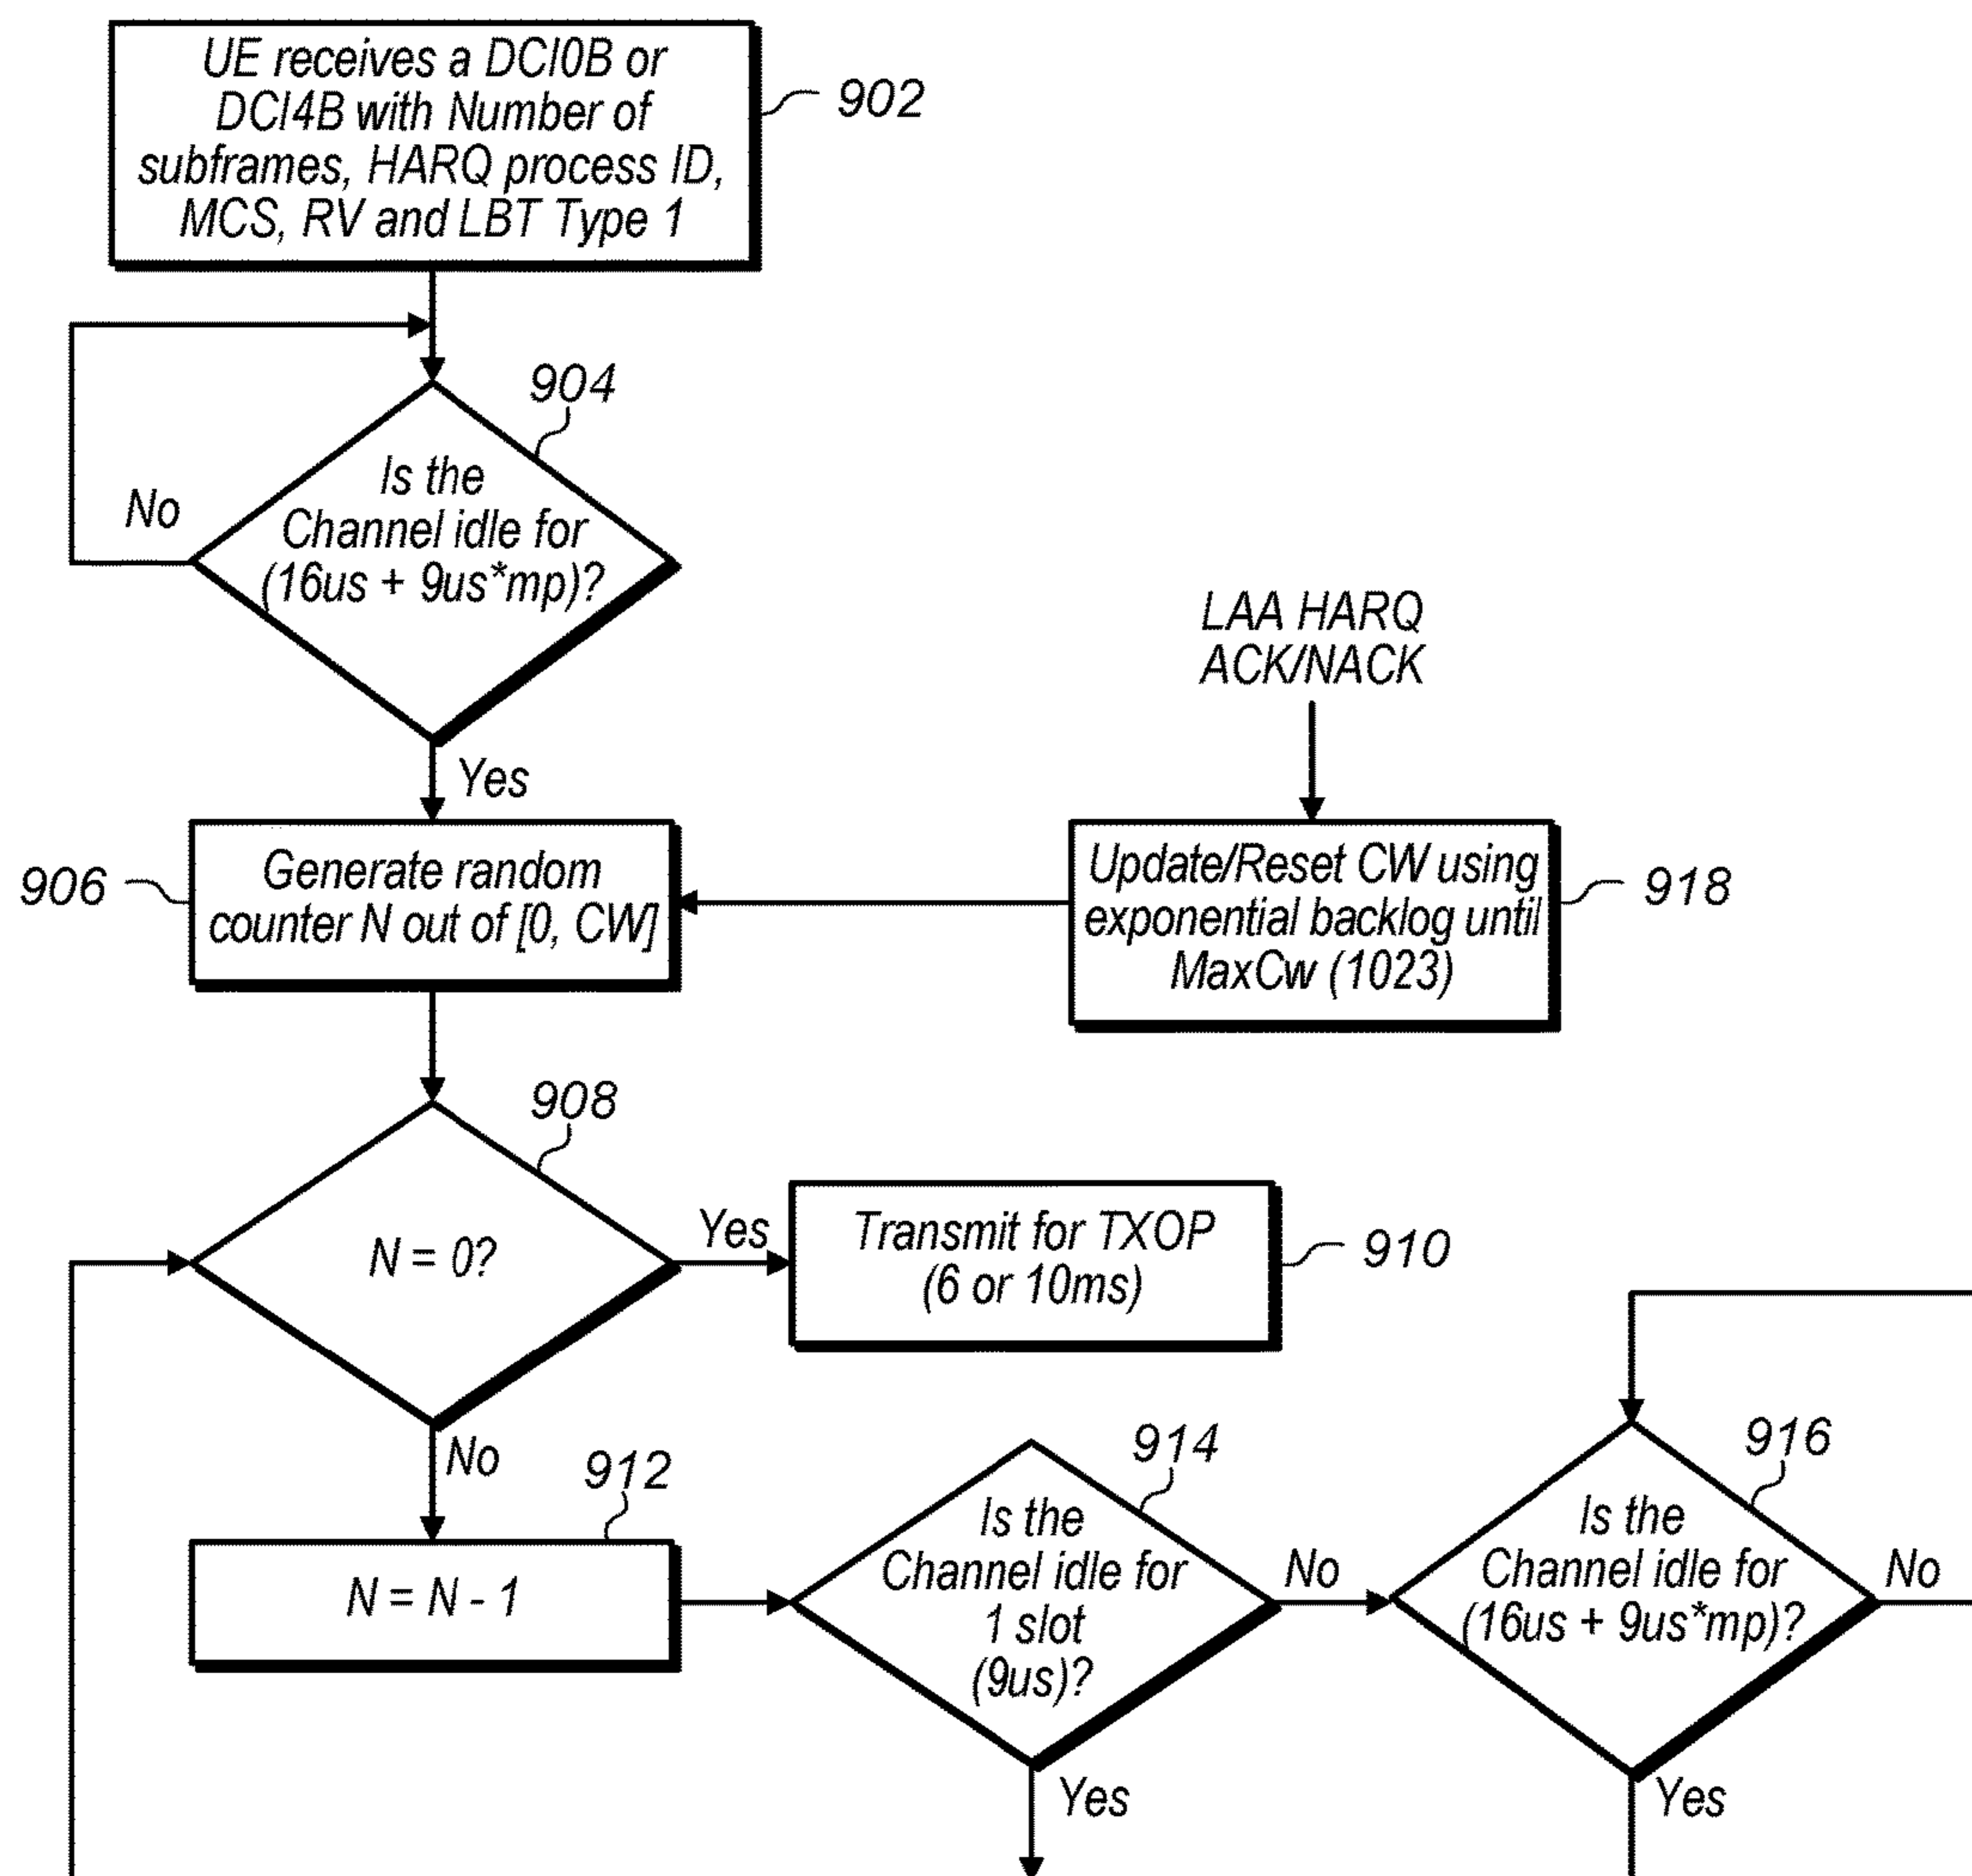 UE receives a DCI0B or
DCI4B with Number of
subframes, HARQ process ID,
MCS, RV and LBT Type 1
902
904
Is the
Channel idle for
(16us + 9us*mp)?
No
Yes
LAA HARQ
ACK/NACK
906
Generate random
counter N out of [0, CW]
Update/Reset CW using
exponential backlog until
MaxCw (1023)
918
908
N = 0?
Yes
Transmit for TXOP
(6 or 10ms)
910
No
912
N = N - 1
914
Is the
Channel idle for
1 slot
(9us)?
No
Yes
916
Is the
Channel idle for
(16us + 9us*mp)?
No
Yes